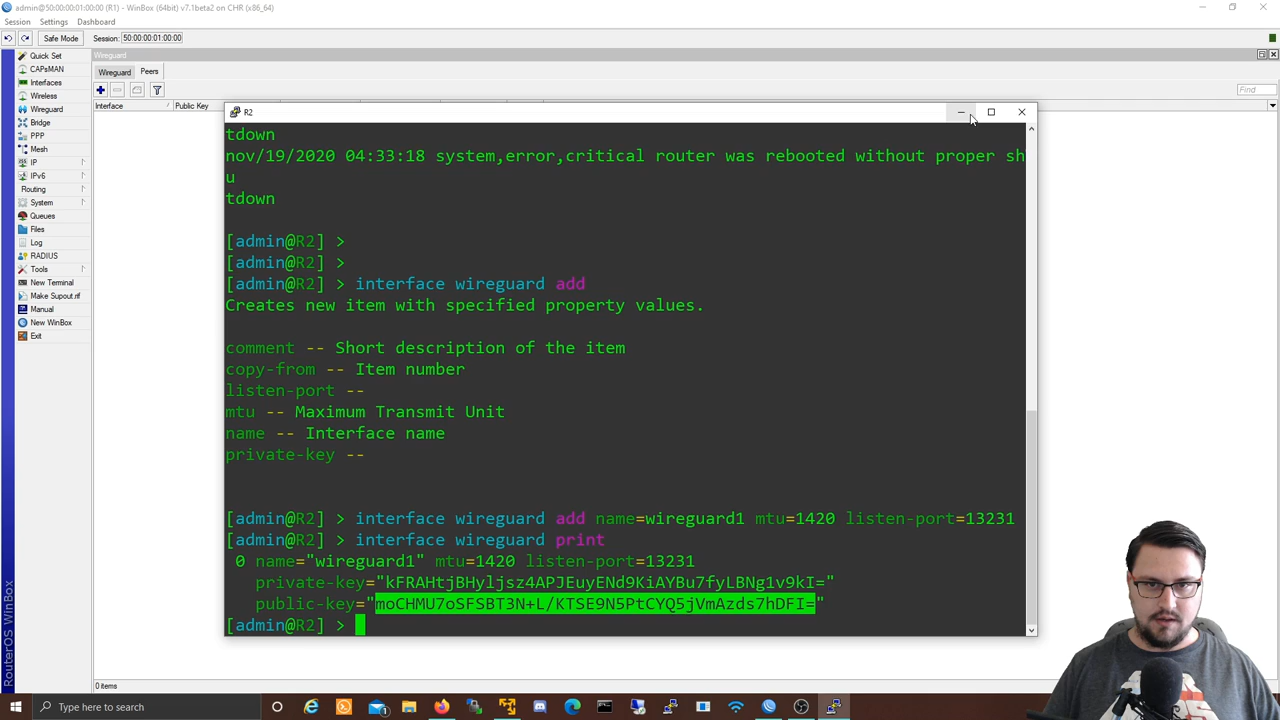 admin@50:00:00:01:00:00 (R1) - WinBox (64bit) v7.1beta2 on CHR (x86_64)
Session Settings Dashboard
Safe Mode Session: 50:00:00:01:00:00
Quick Set
CAPsMAN
Interfaces
Wireless
Wireguard
Bridge
PPP
Mesh
IP
IPv6
Routing
System
Queues
Files
Log
RADIUS
Tools
New Terminal
Make Supout.rif
Manual
New WinBox
Exit
RouterOS WinBox
Wireguard
Wireguard Peers
Find
Interface Public Key
R2
tdown
nov/19/2020 04:33:18 system,error,critical router was rebooted without proper sh
u
tdown
[admin@R2] >
[admin@R2] >
[admin@R2] > interface wireguard add
Creates new item with specified property values.
comment -- Short description of the item
copy-from -- Item number
listen-port --
mtu -- Maximum Transmit Unit
name -- Interface name
private-key --
[admin@R2] > interface wireguard add name=wireguard1 mtu=1420 listen-port=13231
[admin@R2] > interface wireguard print
0 name="wireguard1" mtu=1420 listen-port=13231
private-key="kFRAHtjBHyljsz4APJEuyENd9KiAYBu7fyLBNg1v9kI="
public-key="moCHMU7oSFSBT3N+L/KTSE9N5PtCYQ5jVmAzds7hDFI="
[admin@R2] >
0 items
Type here to search